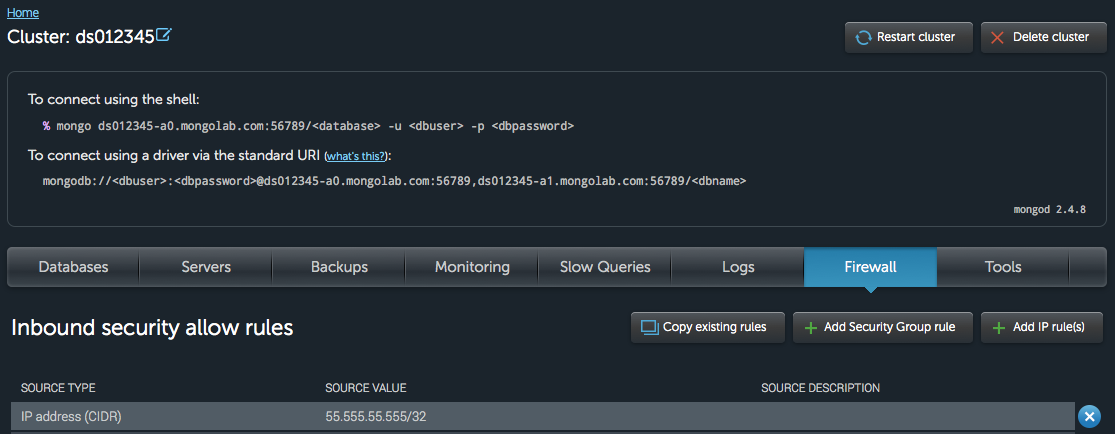 Home
Cluster: ds012345
Restart cluster
Delete cluster
To connect using the shell:
% mongo ds012345-a0.mongolab.com:56789/<database> -u <dbuser> -p <dbpassword>
To connect using a driver via the standard URI (what's this?):
mongodb://<dbuser>:<dbpassword>@ds012345-a0.mongolab.com:56789,ds012345-a1.mongolab.com:56789/<dbname>
mongod 2.4.8
Databases Servers Backups Monitoring Slow Queries Logs Firewall Tools
Inbound security allow rules
Copy existing rules
Add Security Group rule
Add IP rule(s)
SOURCE TYPE SOURCE VALUE SOURCE DESCRIPTION
IP address (CIDR) 55.555.55.555/32